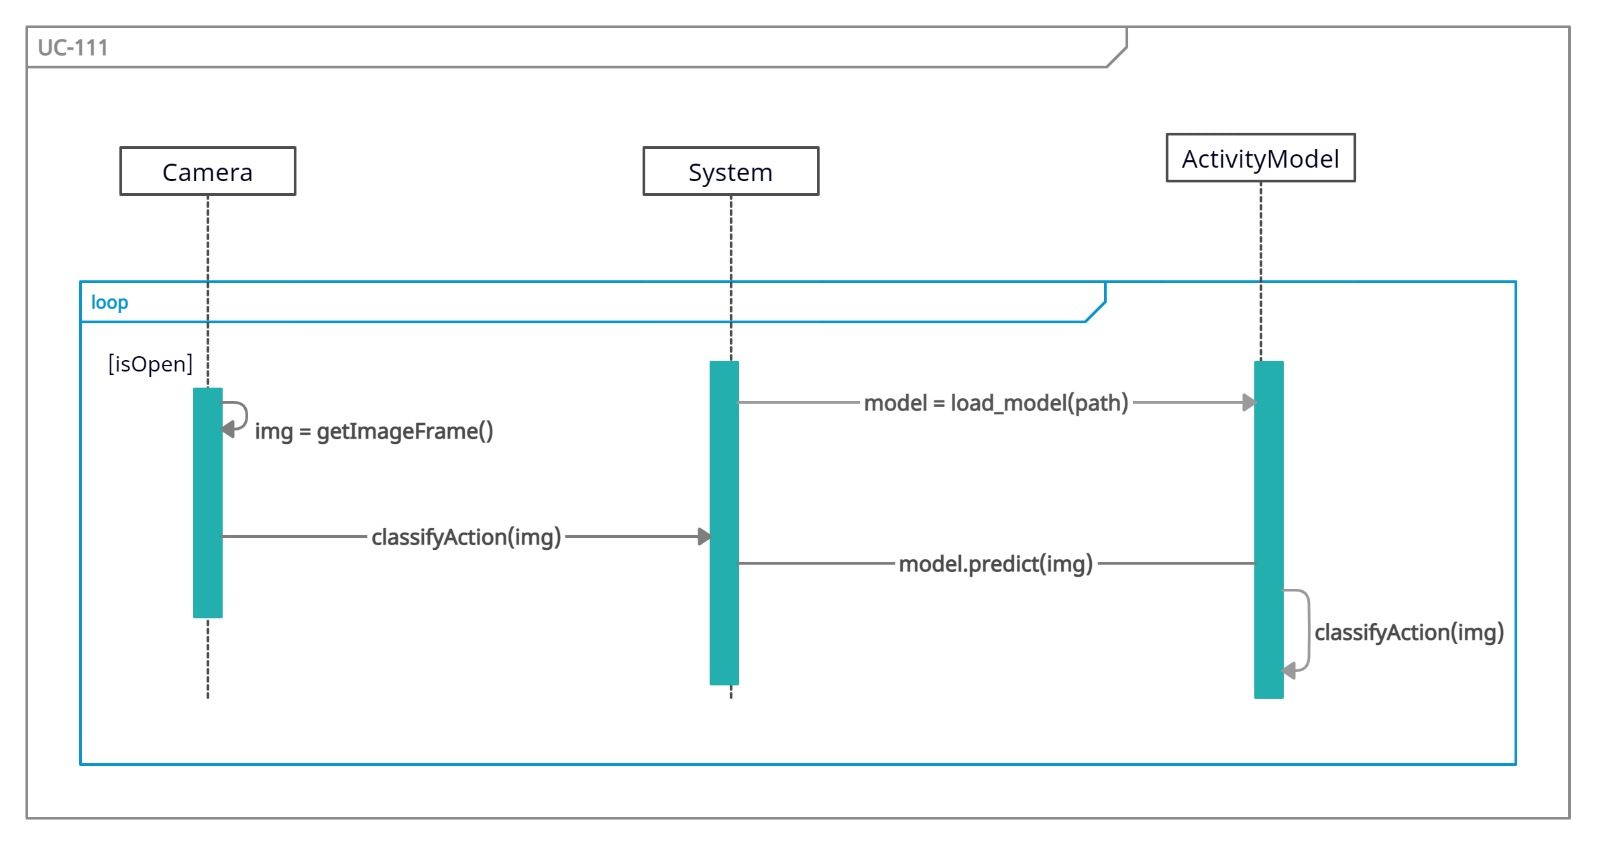 UC-111
Camera
System
ActivityModel
loop
[isOpen]
model = load_model(path)
img = getImageFrame()
classifyAction(img)
model.predict(img)
classifyAction(img)